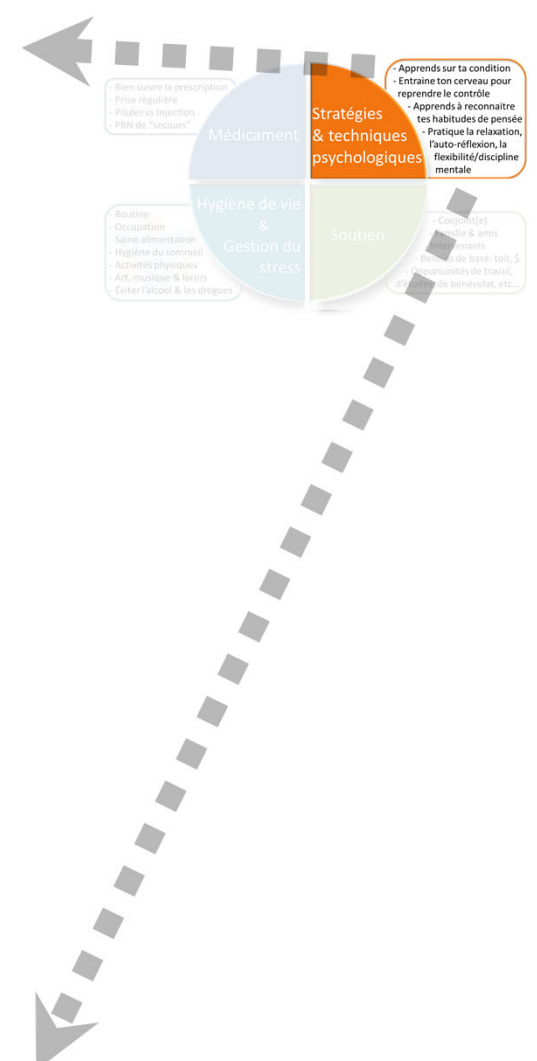 - Bien suivre la prescription
- Prise régulière
- Pilules vs Injection
- PRN de "secours"
Médicament
Stratégies
& techniques
psychologiques
- Apprends sur ta condition
- Entraine ton cerveau pour
reprendre le contrôle
- Apprends à reconnaitre
tes habitudes de pensée
- Pratique la relaxation,
l'auto-réflexion, la
flexibilité/discipline
mentale
- Routine
- Occupation
- Saine alimentation
- Hygiène du sommeil
- Activités physiques
- Art, musique & loisirs
- Éviter l'alcool & les drogues
Hygiène de vie
&
Gestion du
stress
Soutien
- Conjoint(e)
- Famille & amis
- Intervenants
- Besoins de base: toit, $
- Opportunités de travail,
d'études, de bénévolat, etc...